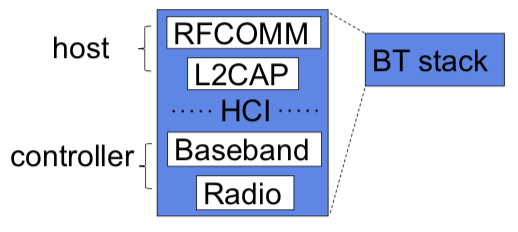 host
RFCOMM
L2CAP
HCI
controller
Baseband
Radio
BT stack